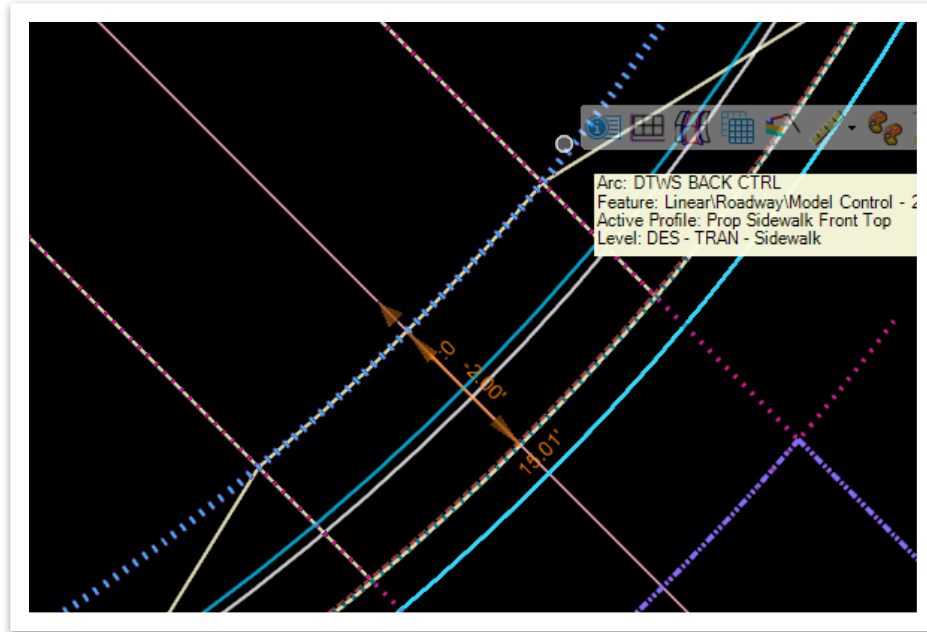 Arc: DTWS BACK CTRL
Feature: Linear\Roadway\Model Control - 2
Active Profile: Prop Sidewalk Front Top
Level: DES - TRAN - Sidewalk
-2.00'
15.01'